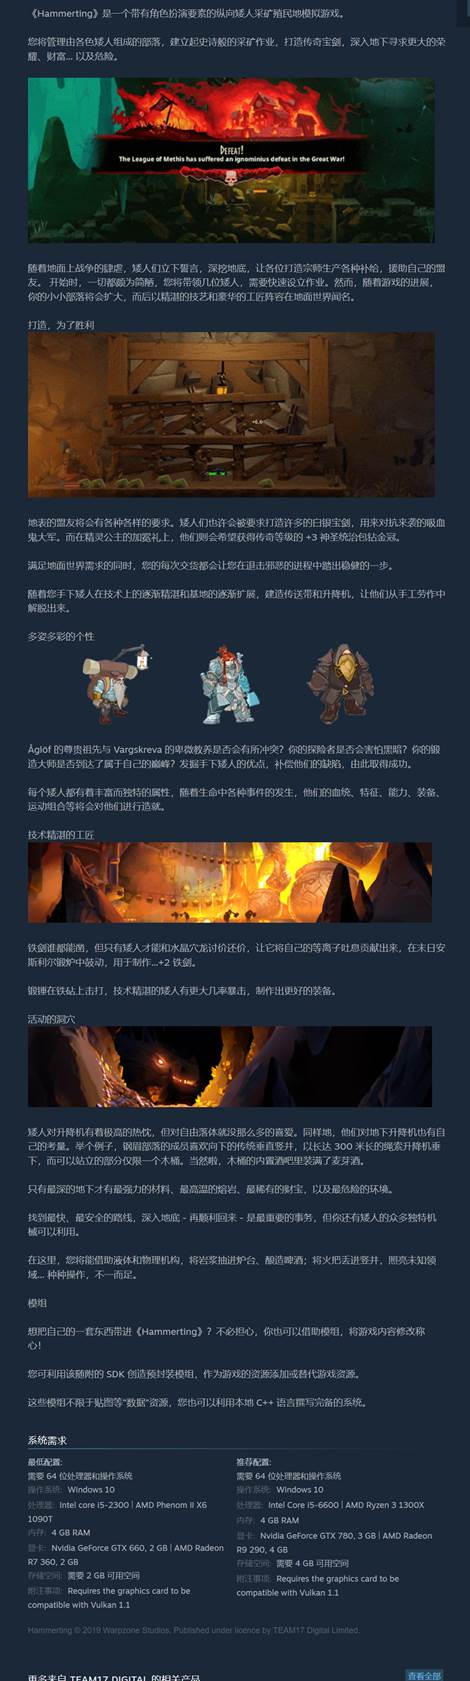 《Hammerting》是一个带有角色扮演要素的纵向矮人采矿殖民地模拟游戏。
您将管理由各色矮人组成的部落，建立起史诗般的采矿作业，打造传奇宝剑，深入地下寻求更大的荣
耀、财富... 以及危险。
DEFEAT!
The League of Methis has suffered an ignominius defeat in the Great War!
随着地面上战争的肆虐，矮人们立下誓言，深挖地底，让各位打造宗师生产各种补给，援助自己的盟
友。 开始时，一切都颇为简陋，您将带领几位矮人，需要快速设立作业。然而，随着游戏的进展，
你的小小部落将会扩大，而后以精湛的技艺和豪华的工匠阵容在地面世界闻名。
打造，为了胜利
地表的盟友将会有各种各样的要求。矮人们也许会被要求打造许多的白银宝剑，用来对抗来袭的吸血
鬼大军。而在精灵公主的加冕礼上，他们则会希望获得传奇等级的 +3 神圣统治包钻金冠。
满足地面世界需求的同时，您的每次交货都会让您在退击邪恶的进程中踏出稳健的一步。
随着您手下矮人在技术上的逐渐精湛和基地的逐渐扩展，建造传送带和升降机，让他们从手工劳作中
解脱出来。
多姿多彩的个性
Åglöf 的尊贵祖先与 Vargskreva 的卑微教养是否会有所冲突？你的探险者是否会害怕黑暗？你的锻
造大师是否到达了属于自己的巅峰？发掘手下矮人的优点，补偿他们的缺陷，由此取得成功。
每个矮人都有着丰富而独特的属性，随着生命中各种事件的发生，他们的血统、特征、能力、装备、
运动组合等将会对他们进行造就。
技术精湛的工匠
铁剑谁都能凿，但只有矮人才能和水晶穴龙讨价还价，让它将自己的等离子吐息贡献出来，在末日安
斯利尔锻炉中鼓动，用于制作...+2 铁剑。
锻锤在铁砧上击打，技术精湛的矮人有更大几率暴击，制作出更好的装备。
活动的洞穴
矮人对升降机有着极高的热忱，但对自由落体就没那么多的喜爱。同样地，他们对地下升降机也有自
己的考量。举个例子，钢眉部落的成员喜欢向下的传统垂直竖井，以长达 300 米长的绳索升降机垂
下，而可以站立的部分仅限一个木桶。当然啦，木桶的内置酒吧里装满了麦芽酒。
只有最深的地下才有最强力的材料、最高温的熔岩、最稀有的财宝，以及最危险的环境。
找到最快、最安全的路线，深入地底 - 再顺利回来 - 是最重要的事务，但你还有矮人的众多独特机
械可以利用。
在这里，您将能借助液体和物理机构，将岩浆抽进炉台、酿造啤酒；将火把丢进竖井，照亮未知领
域... 种种操作，不一而足。
模组
想把自己的一套东西带进《Hammerting》？不必担心，你也可以借助模组，将游戏内容修改称
心！
您可利用该随附的 SDK 创造预封装模组，作为游戏的资源添加或替代游戏资源。
这些模组不限于贴图等“数据”资源，您也可以利用本地 C++ 语言撰写完备的系统。
系统需求
最低配置:
需要 64 位处理器和操作系统
操作系统: Windows 10
处理器: Intel core i5-2300 | AMD Phenom II X6
1090T
内存: 4 GB RAM
显卡: Nvidia GeForce GTX 660, 2 GB | AMD Radeon
R7 360, 2 GB
存储空间: 需要 2 GB 可用空间
附注事项: Requires the graphics card to be
compatible with Vulkan 1.1
推荐配置:
需要 64 位处理器和操作系统
操作系统: Windows 10
处理器: Intel Core i5-6600 | AMD Ryzen 3 1300X
内存: 4 GB RAM
显卡: Nvidia GeForce GTX 780, 3 GB | AMD Radeon
R9 290, 4 GB
存储空间: 需要 4 GB 可用空间
附注事项: Requires the graphics card to be
compatible with Vulkan 1.1
Hammerting © 2019 Warpzone Studios. Published under licence by TEAM17 Digital Limited.
更多来自 TEAM17 DIGITAL 的相关产品
查看全部